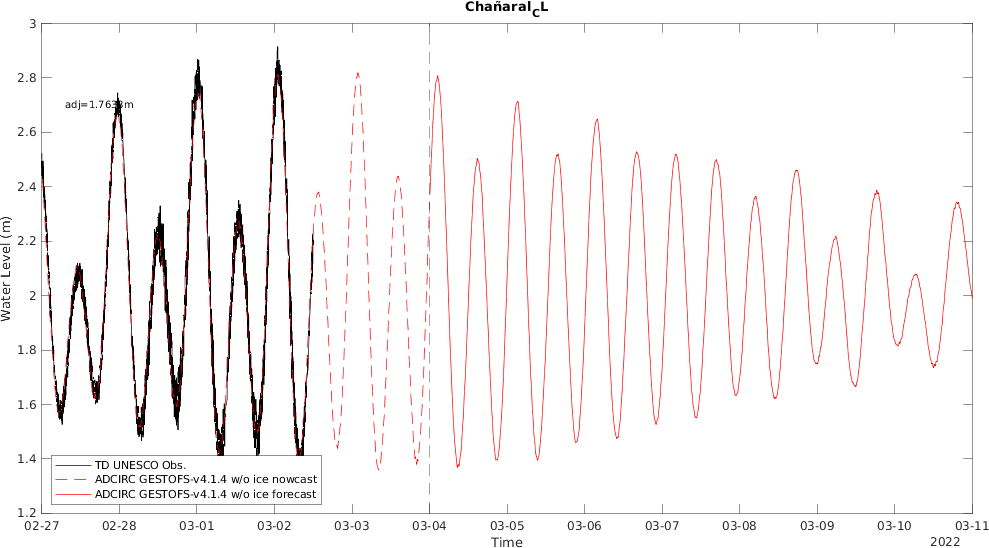 Chañaral_CL
3
2.8
2.6
2.4
2.2
2
1.8
1.6
1.4
1.2
Water Level (m)
adj=1.7633m
TD UNESCO Obs.
ADCIRC GESTOFS-v4.1.4 w/o ice nowcast
ADCIRC GESTOFS-v4.1.4 w/o ice forecast
02-27 02-28 03-01 03-02 03-03 03-04 03-05 03-06 03-07 03-08 03-09 03-10 03-11
Time
2022